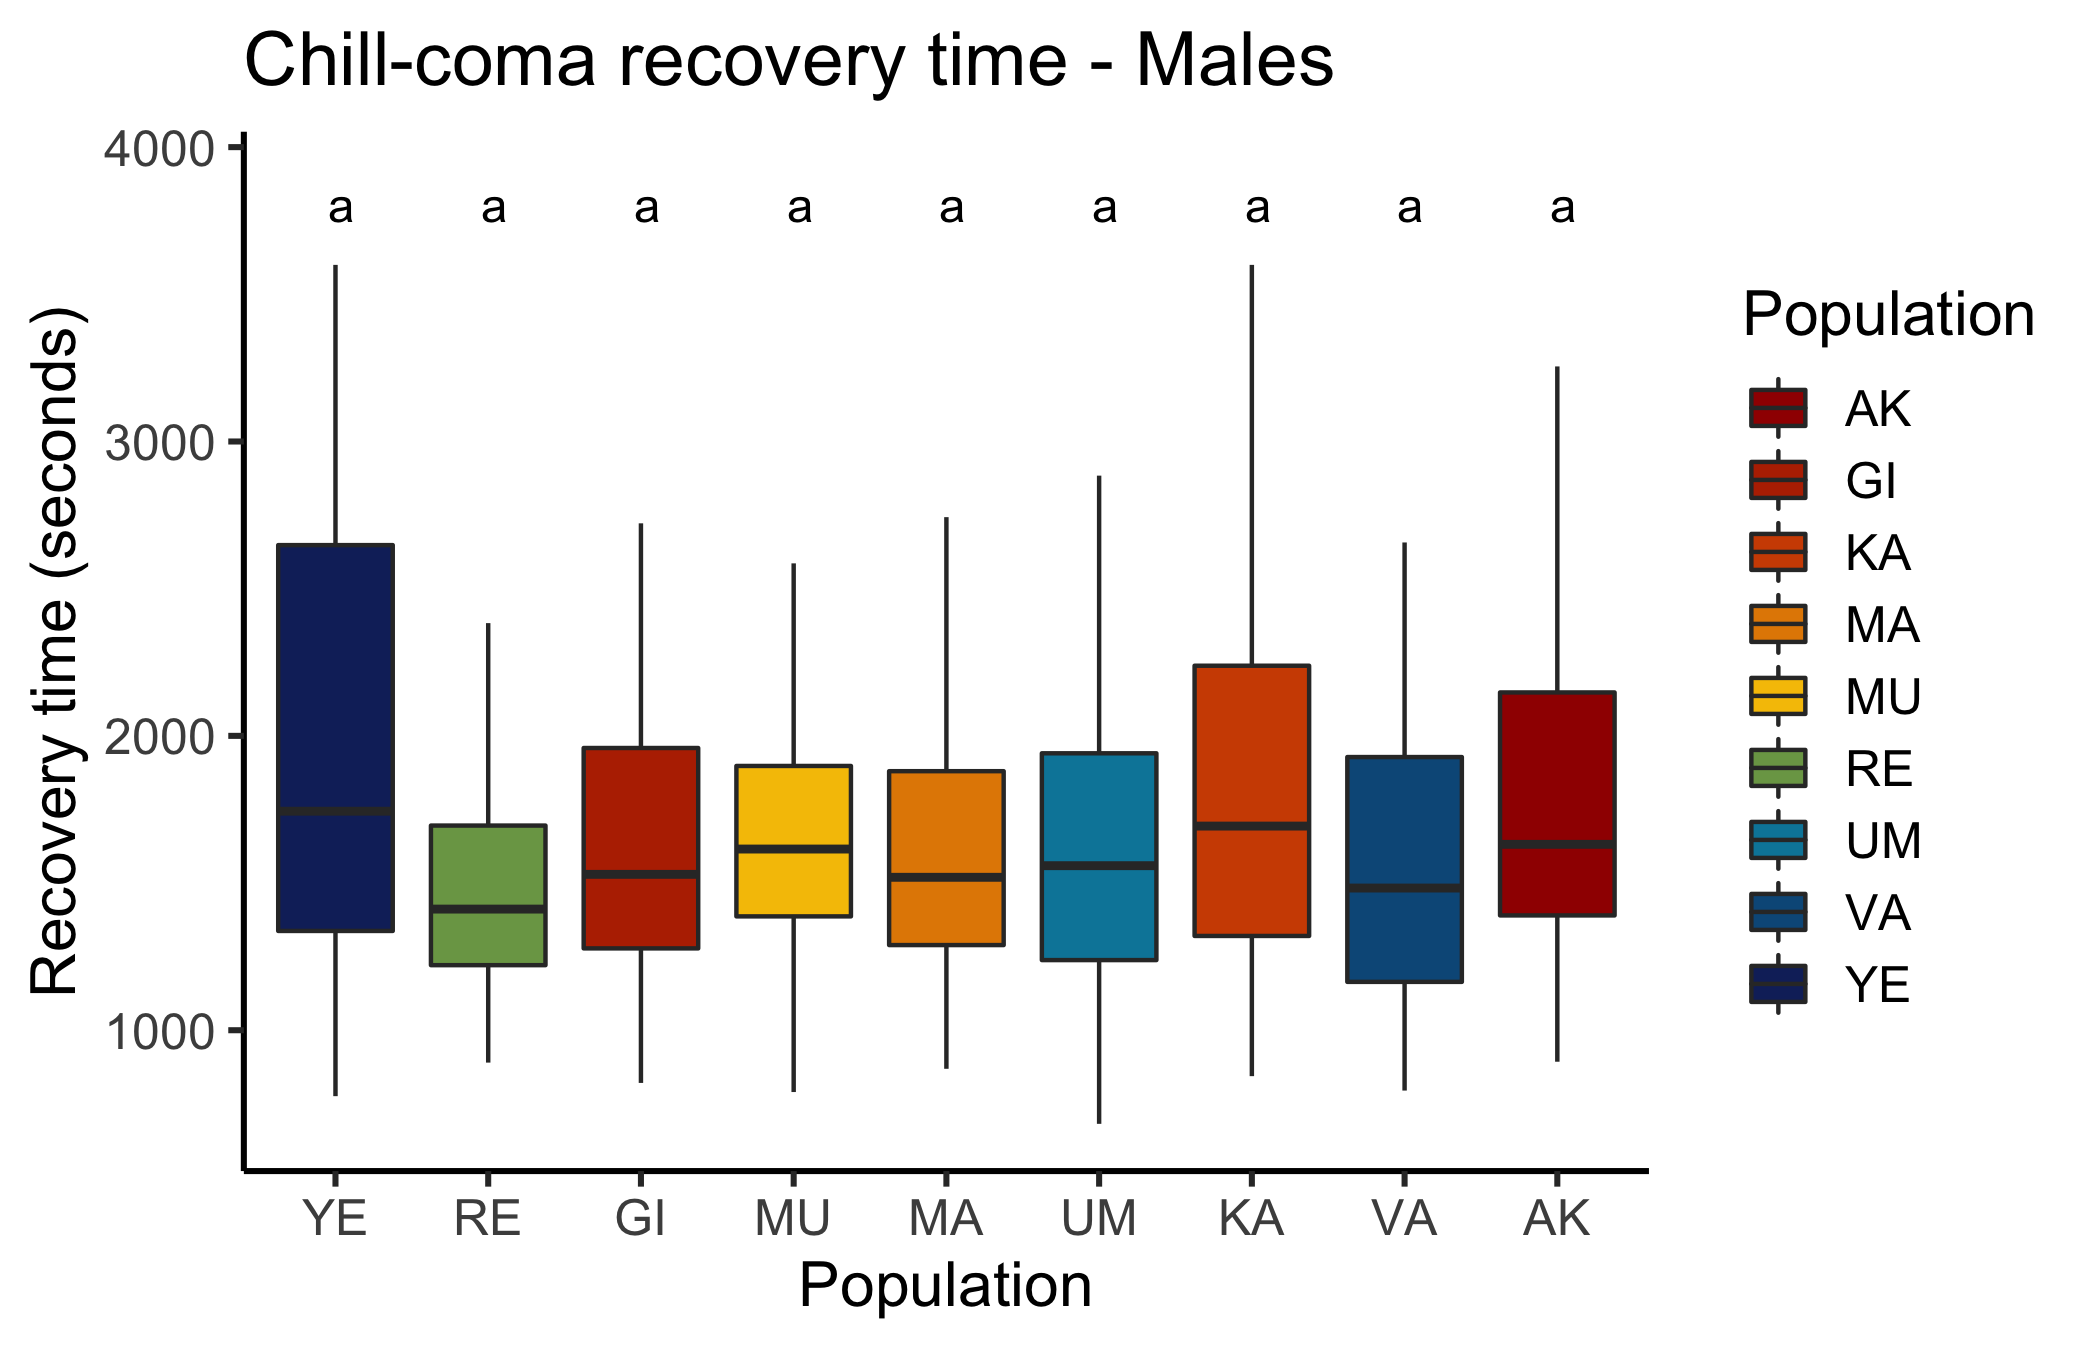 Chill-coma recovery time - Males
4000
3000
2000
1000
Recovery time (seconds)
a a a a a a a a a
YE RE GI MU MA UM KA VA AK
Population
Population
AK
GI
KA
MA
MU
RE
UM
VA
YE